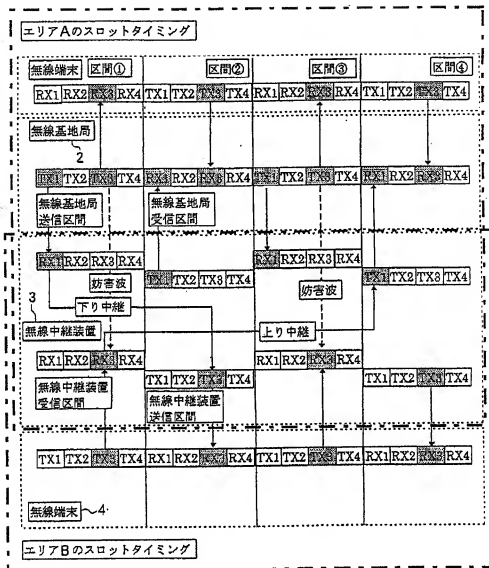 エリアAのスロットタイミング
無線端末 区間① 区間② 区間③ 区間④
RX1 RX2 RX3 RX4 TX1 TX2 TX3 TX4 RX1 RX2 RX3 RX4 TX1 TX2 TX3 TX4
無線基地局
2
TX1 TX2 TX3 TX4 RX3 RX2 RX3 RX4 TX1 TX2 TX3 TX4 RX1 RX2 RX3 RX4
無線基地局 無線基地局
送信区間 受信区間
RX1 RX2 RX3 RX4 RX1 RX2 RX3 RX4
TX1 TX2 TX3 TX4 TX1 TX2 TX3 TX4
妨害波 妨害波
3 下り中継
無線中継装置 上り中継
RX1 RX2 RX3 RX4 RX1 RX2 RX3 RX4
TX1 TX2 TX3 TX4 TX1 TX2 TX3 TX4
無線中継装置 無線中継装置
受信区間 送信区間
TX1 TX2 TX3 TX4 RX1 RX2 RX3 RX4 TX1 TX2 TX3 TX4 RX1 RX2 RX3 RX4
無線端末 4
エリアBのスロットタイミング